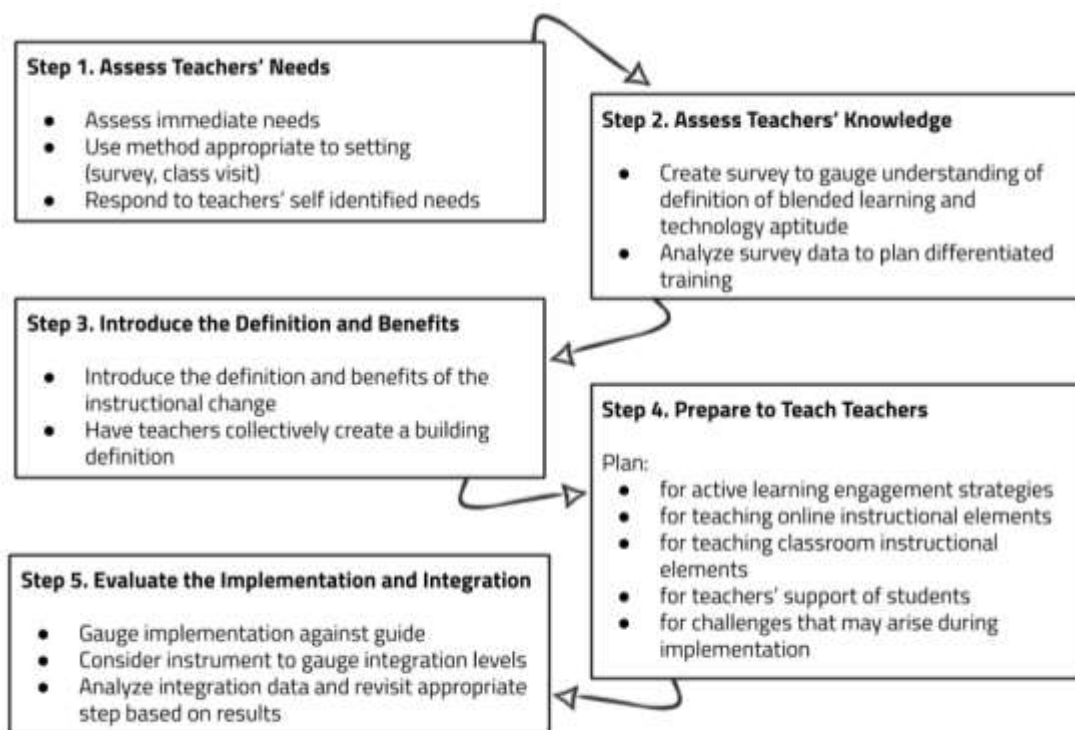 Step 1. Assess Teachers’ Needs
● Assess immediate needs
● Use method appropriate to setting
(survey, class visit)
● Respond to teachers’ self identified needs
Step 2. Assess Teachers’ Knowledge
● Create survey to gauge understanding of
definition of blended learning and
technology aptitude
● Analyze survey data to plan differentiated
training
Step 3. Introduce the Definition and Benefits
● Introduce the definition and benefits of the
instructional change
● Have teachers collectively create a building
definition
Step 4. Prepare to Teach Teachers
Plan:
● for active learning engagement strategies
● for teaching online instructional elements
● for teaching classroom instructional
elements
● for teachers’ support of students
● for challenges that may arise during
implementation
Step 5. Evaluate the Implementation and Integration
● Gauge implementation against guide
● Consider instrument to gauge integration levels
● Analyze integration data and revisit appropriate
step based on results